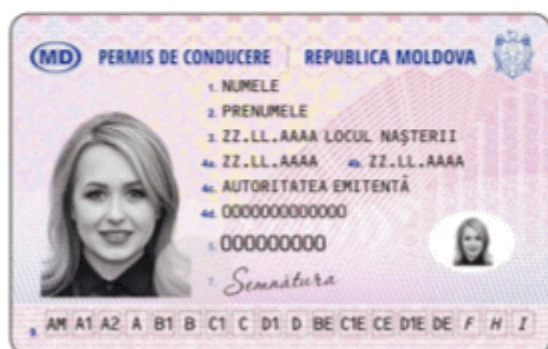 MD PERMIS DE CONDUCERE | REPUBLICA MOLDOVA
1. NUMELE
2. PRENUMELE
3. ZZ.LL.AAAA LOCUL NAȘTERII
4a. ZZ.LL.AAAA 4b. ZZ.LL.AAAA
4c. AUTORITATEA EMITENTĂ
4d. 0000000000000
5. 000000000
7. Semnătura
9. AM A1 A2 A B1 B C1 C D1 D BE C1E CE D1E DE F H I